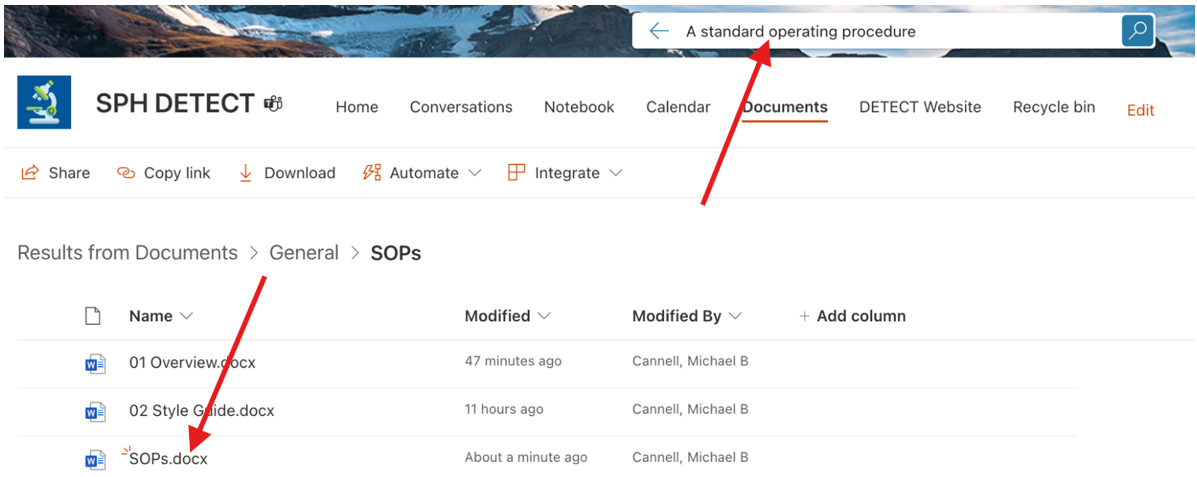 A standard operating procedure
SPH DETECT
Home Conversations Notebook Calendar Documents DETECT Website Recycle bin Edit
Share Copy link Download Automate Integrate
Results from Documents > General > SOPs
Name Modified Modified By + Add column
W 01 Overview.docx 47 minutes ago Cannell, Michael B
W 02 Style Guide.docx 11 hours ago Cannell, Michael B
W SOPs.docx About a minute ago Cannell, Michael B